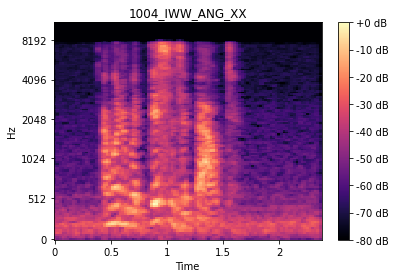 1004_IWW_ANG_XX
+0 dB
8192
-10 dB
4096
-20 dB
-30 dB
2048
Hz
-40 dB
1024
-50 dB
512
-60 dB
-70 dB
0
-80 dB
0 0.5 1 1.5 2
Time